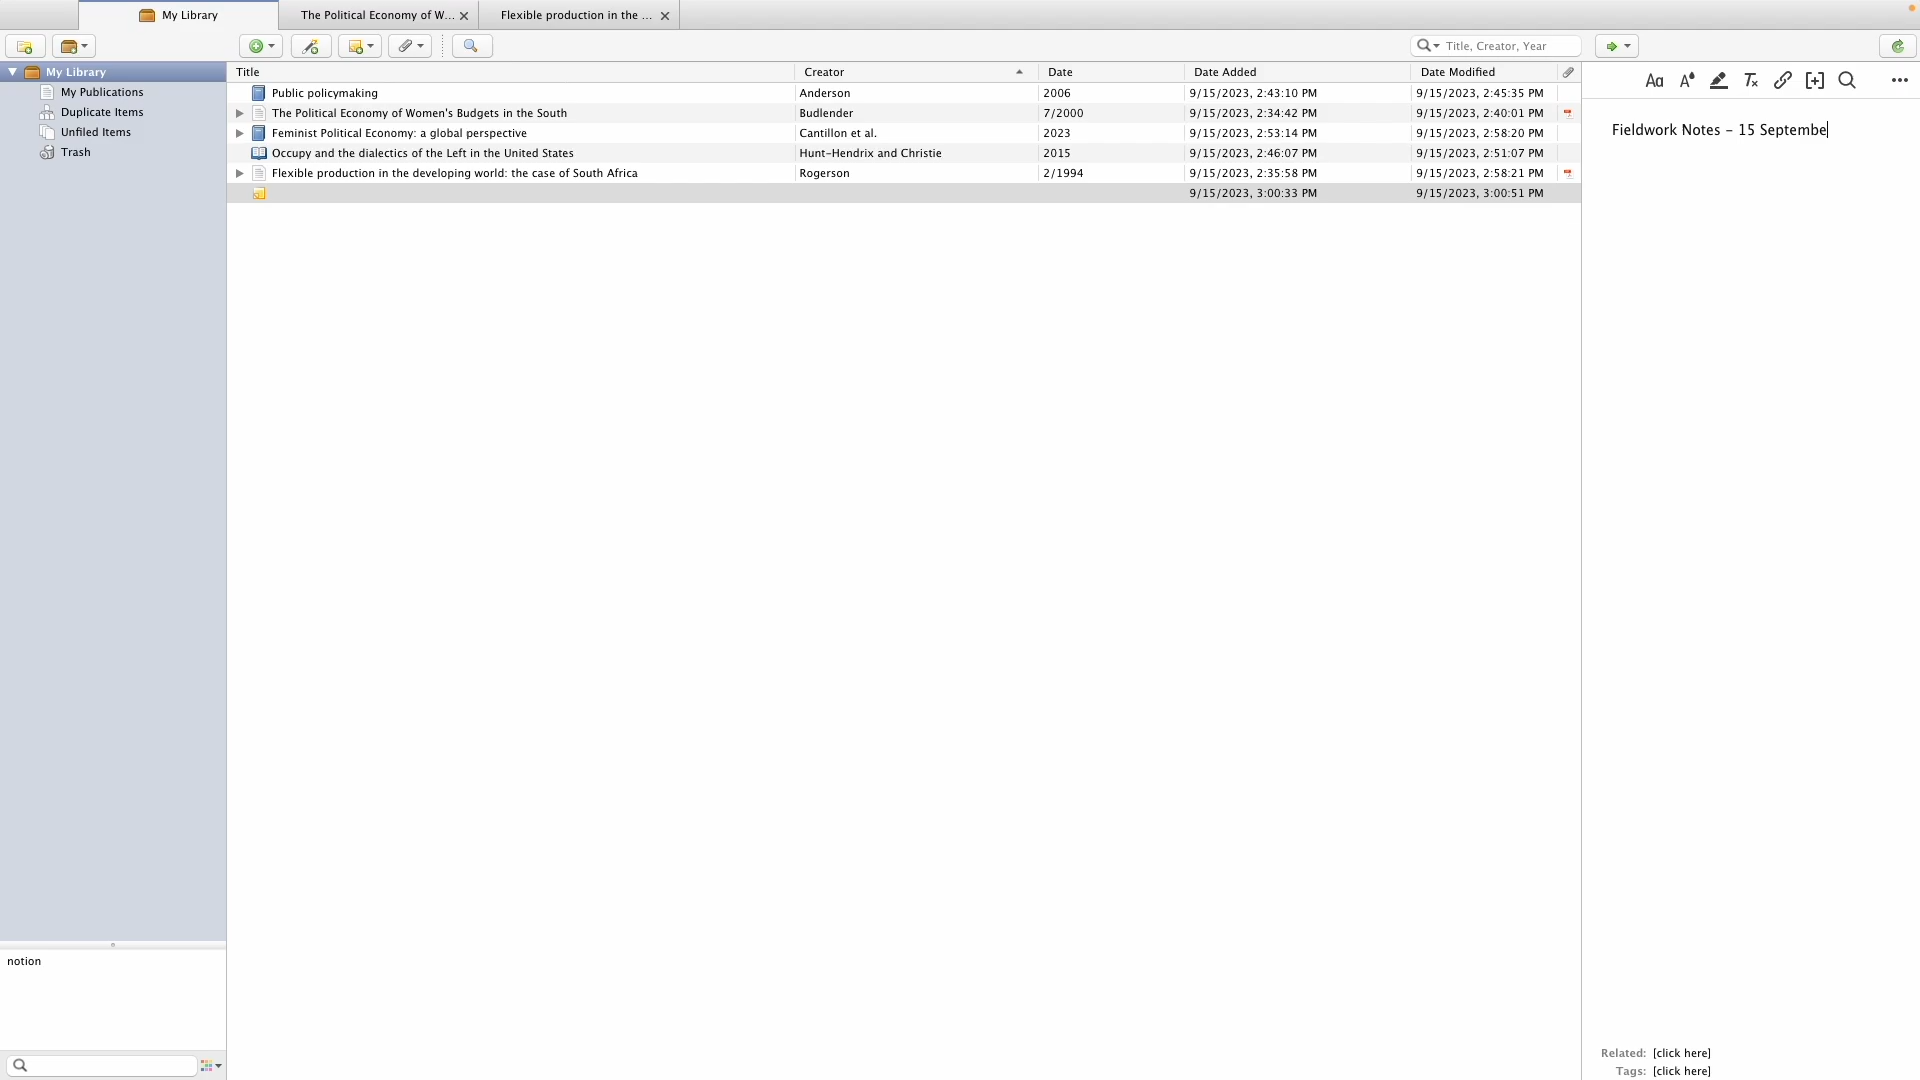 My Library
The Political Economy of W...
Flexible production in the ...
Title, Creator, Year
My Library
My Publications
Duplicate Items
Unfiled Items
Trash
Title Creator Date Date Added Date Modified
Public policymaking Anderson 2006 9/15/2023, 2:43:10 PM 9/15/2023, 2:45:35 PM
The Political Economy of Women's Budgets in the South Budlender 7/2000 9/15/2023, 2:34:42 PM 9/15/2023, 2:40:01 PM
Feminist Political Economy: a global perspective Cantillon et al. 2023 9/15/2023, 2:53:14 PM 9/15/2023, 2:58:20 PM
Occupy and the dialectics of the Left in the United States Hunt-Hendrix and Christie 2015 9/15/2023, 2:46:07 PM 9/15/2023, 2:51:07 PM
Flexible production in the developing world: the case of South Africa Rogerson 2/1994 9/15/2023, 2:35:58 PM 9/15/2023, 2:58:21 PM
9/15/2023, 3:00:33 PM 9/15/2023, 3:00:51 PM
Fieldwork Notes - 15 Septembe
notion
Related: [click here]
Tags: [click here]